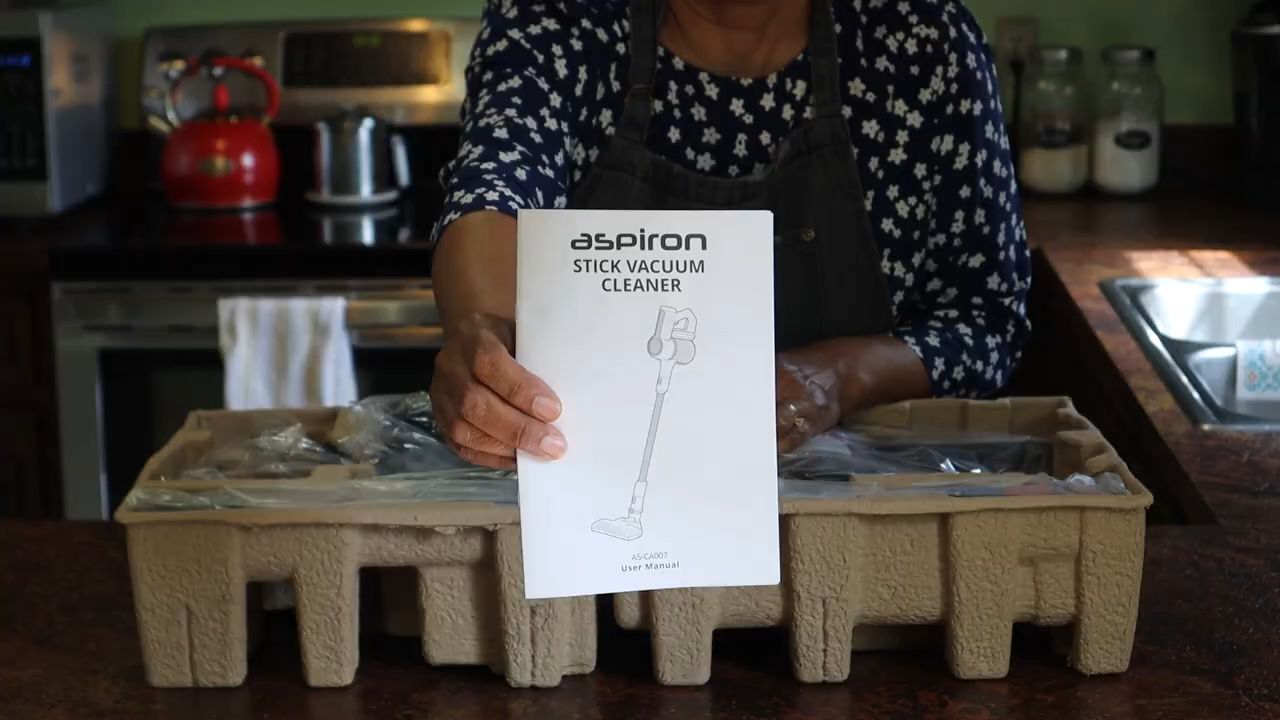 aspiron
STICK VACUUM
CLEANER
AS-CA007
User Manual